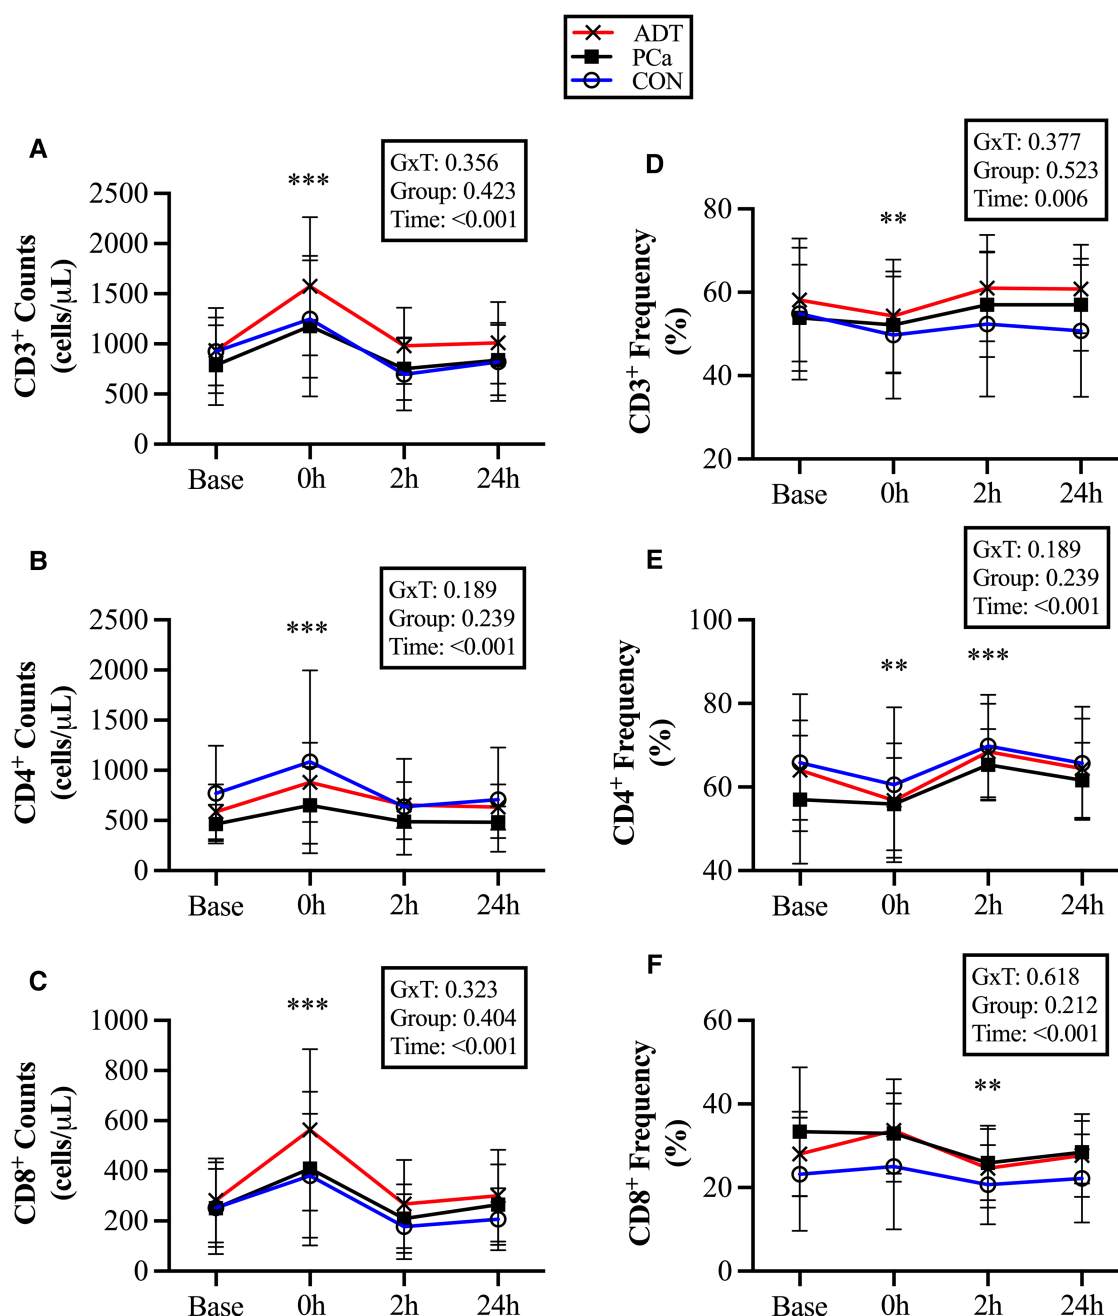 ADT
PCa
CON
A
GxT: 0.356
Group: 0.423
Time: <0.001
***
CD3+ Counts
(cells/μL)
2500
2000
1500
1000
500
0
Base
0h
2h
24h
D
GxT: 0.377
Group: 0.523
Time: 0.006
**
CD3+ Frequency
(%)
80
60
40
20
Base
0h
2h
24h
B
GxT: 0.189
Group: 0.239
Time: <0.001
***
CD4+ Counts
(cells/μL)
2500
2000
1500
1000
500
0
Base
0h
2h
24h
E
GxT: 0.189
Group: 0.239
Time: <0.001
**
***
CD4+ Frequency
(%)
100
80
60
40
Base
0h
2h
24h
C
GxT: 0.323
Group: 0.404
Time: <0.001
***
CD8+ Counts
(cells/μL)
1000
800
600
400
200
0
Base
0h
2h
24h
F
GxT: 0.618
Group: 0.212
Time: <0.001
**
CD8+ Frequency
(%)
60
40
20
0
Base
0h
2h
24h